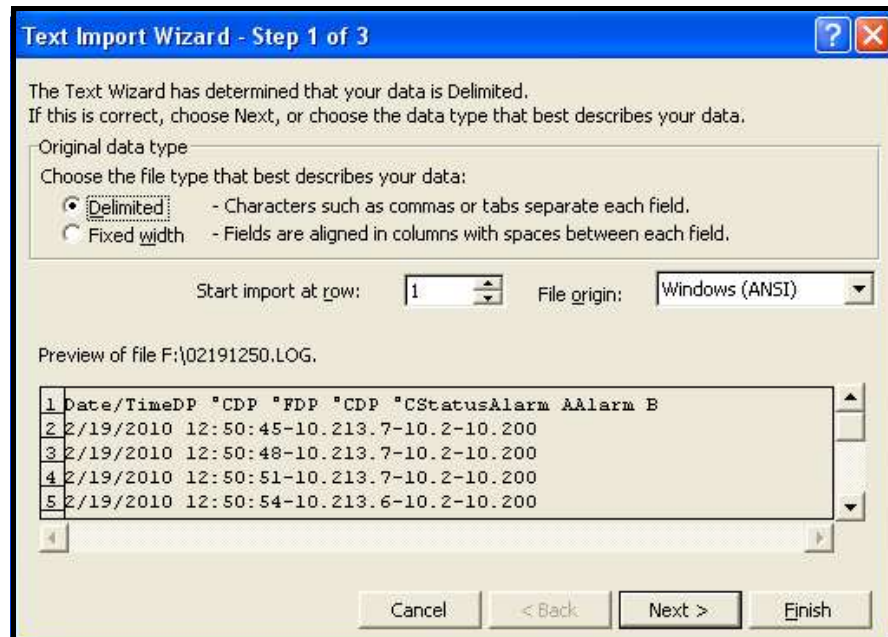 Text Import Wizard - Step 1 of 3
The Text Wizard has determined that your data is Delimited.
If this is correct, choose Next, or choose the data type that best describes your data.
Original data type
Choose the file type that best describes your data:
Delimited - Characters such as commas or tabs separate each field.
Fixed width - Fields are aligned in columns with spaces between each field.
Start import at row: 1 File origin: Windows (ANSI)
Preview of file F:\02191250.LOG.
1 Date/TimeDP °CDP °FDP °CDP °CStatusAlarm AAlarm B
2 2/19/2010 12:50:45-10.213.7-10.2-10.200
3 2/19/2010 12:50:48-10.213.7-10.2-10.200
4 2/19/2010 12:50:51-10.213.7-10.2-10.200
5 2/19/2010 12:50:54-10.213.6-10.2-10.200
Cancel < Back Next > Finish